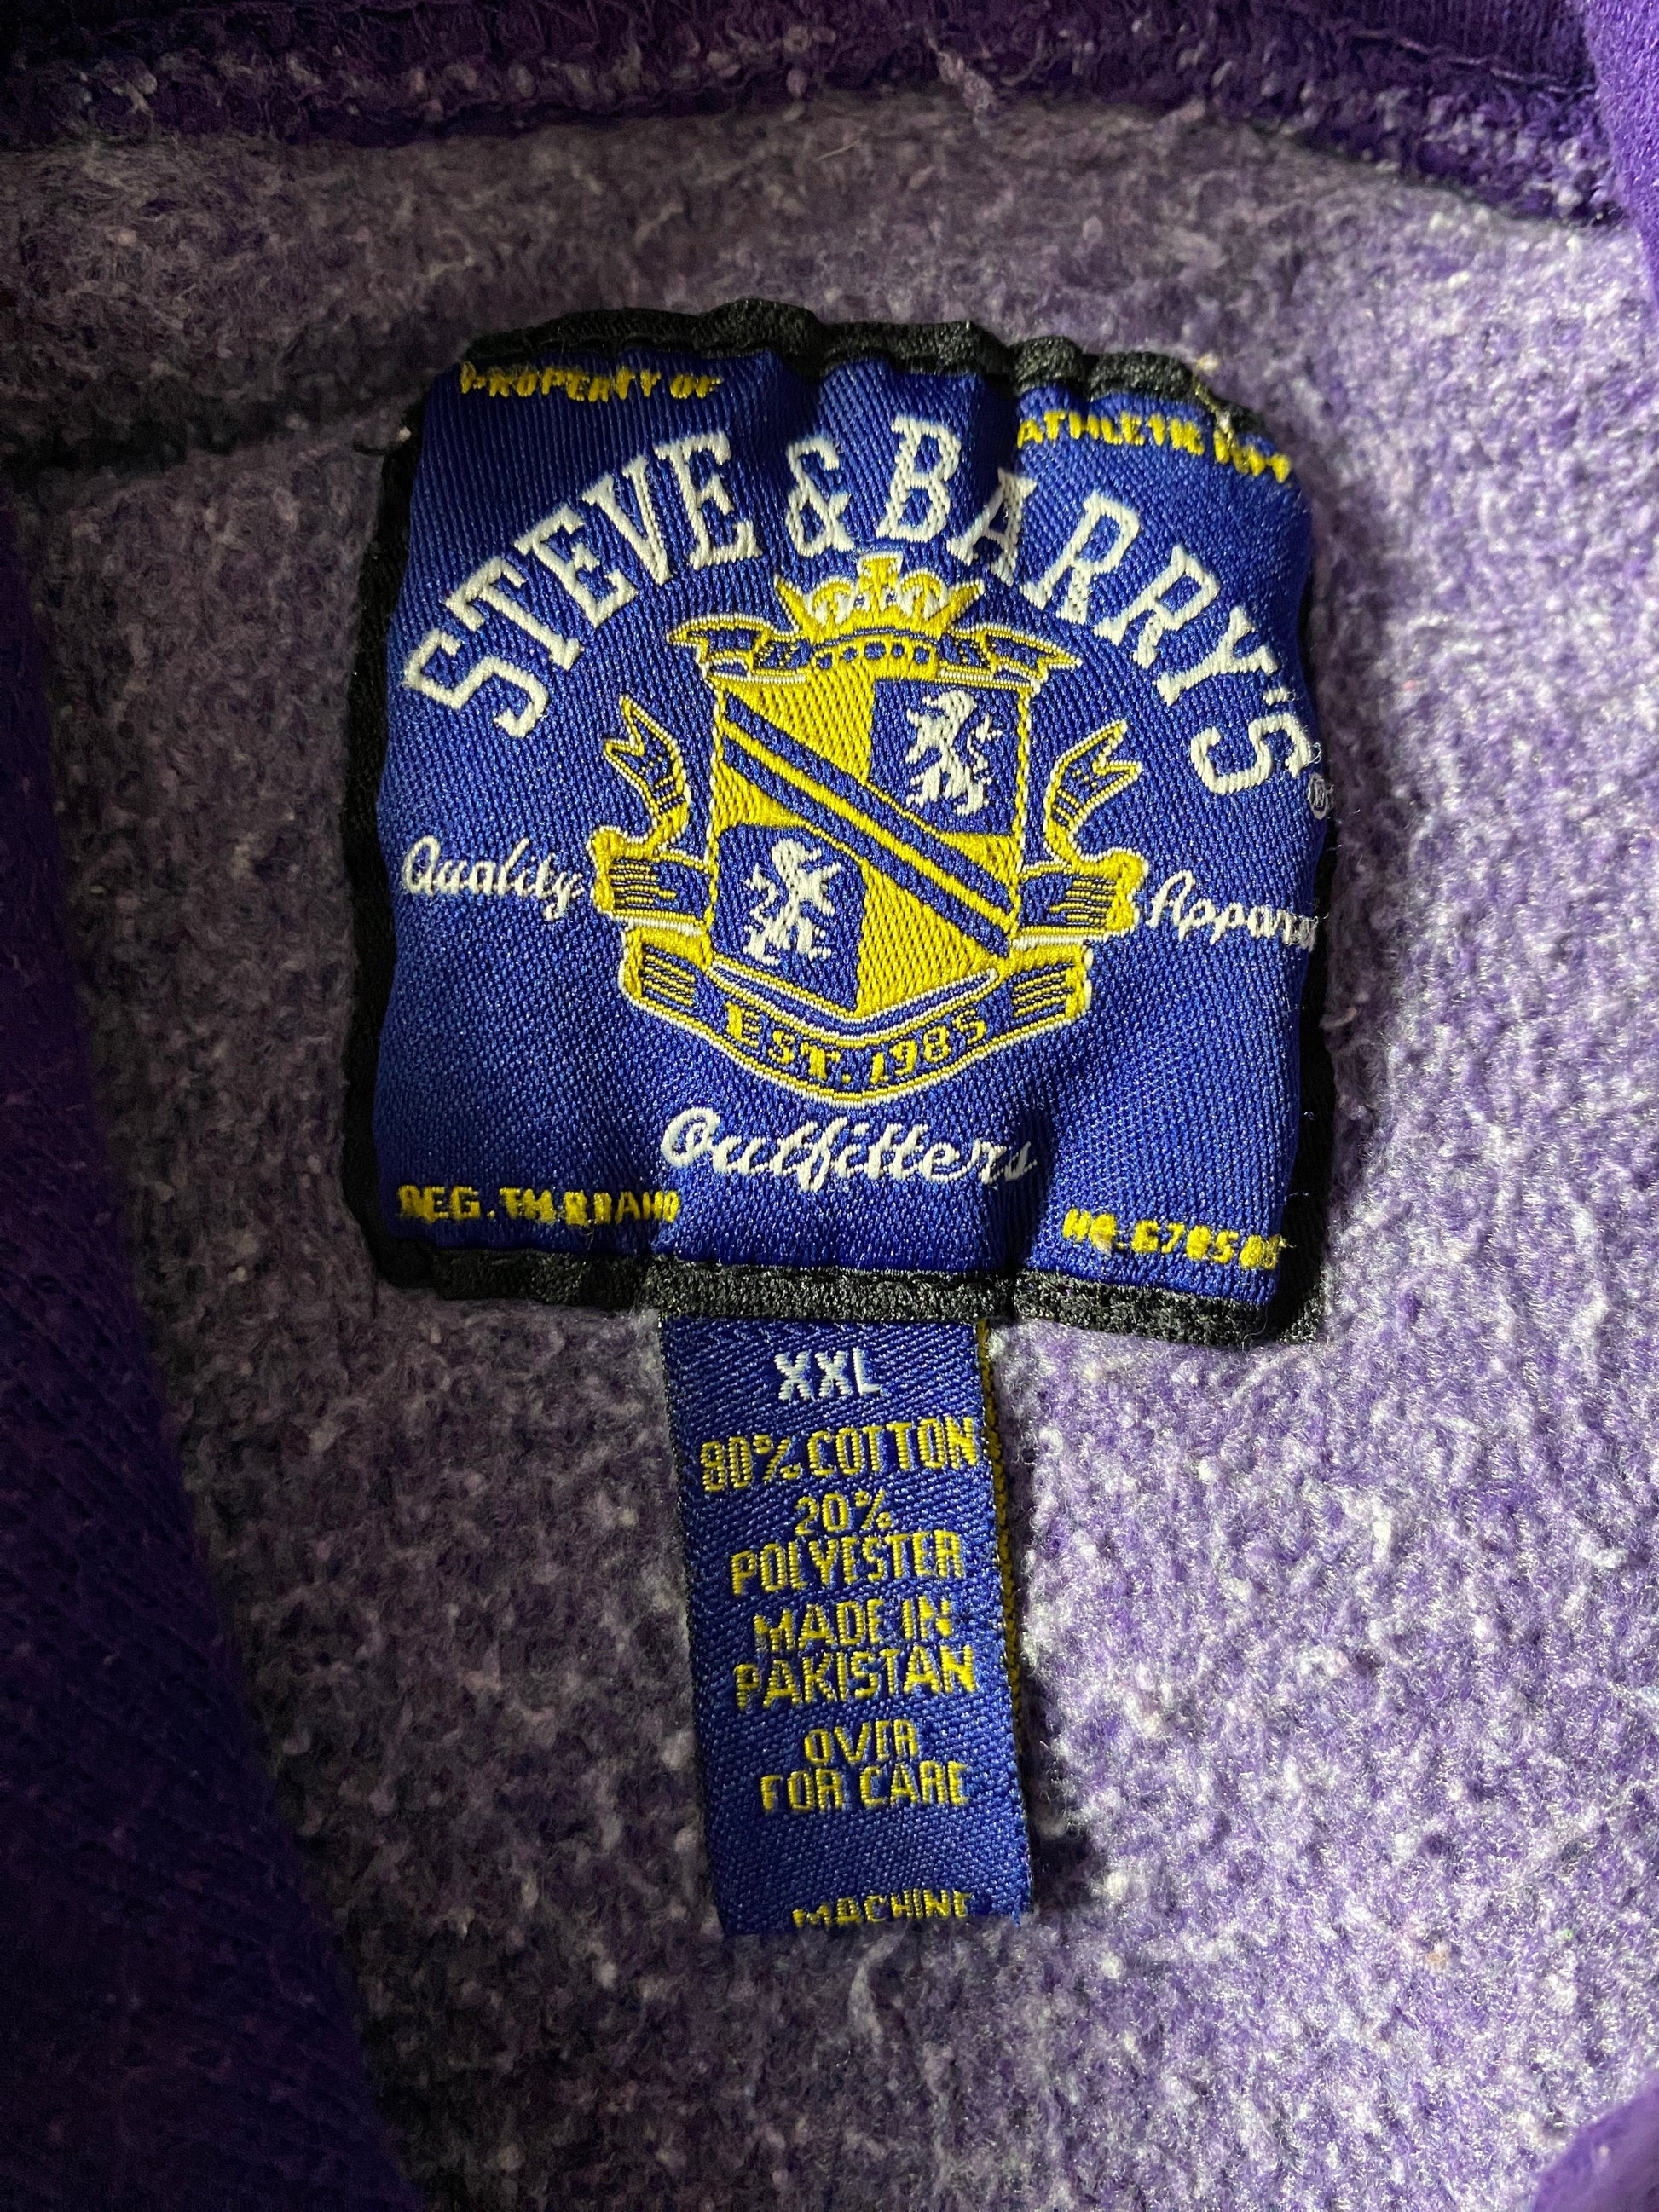 PROPERTY OF
ATHLETIC DEPT
STEVE & BARRY'S®
Quality
Apparel
EST. 1985
Outfitters
REG. TM BRAND
XXL
80% COTTON
20%
POLYESTER
MADE IN
PAKISTAN
OVER
FOR CARE
MACHINE